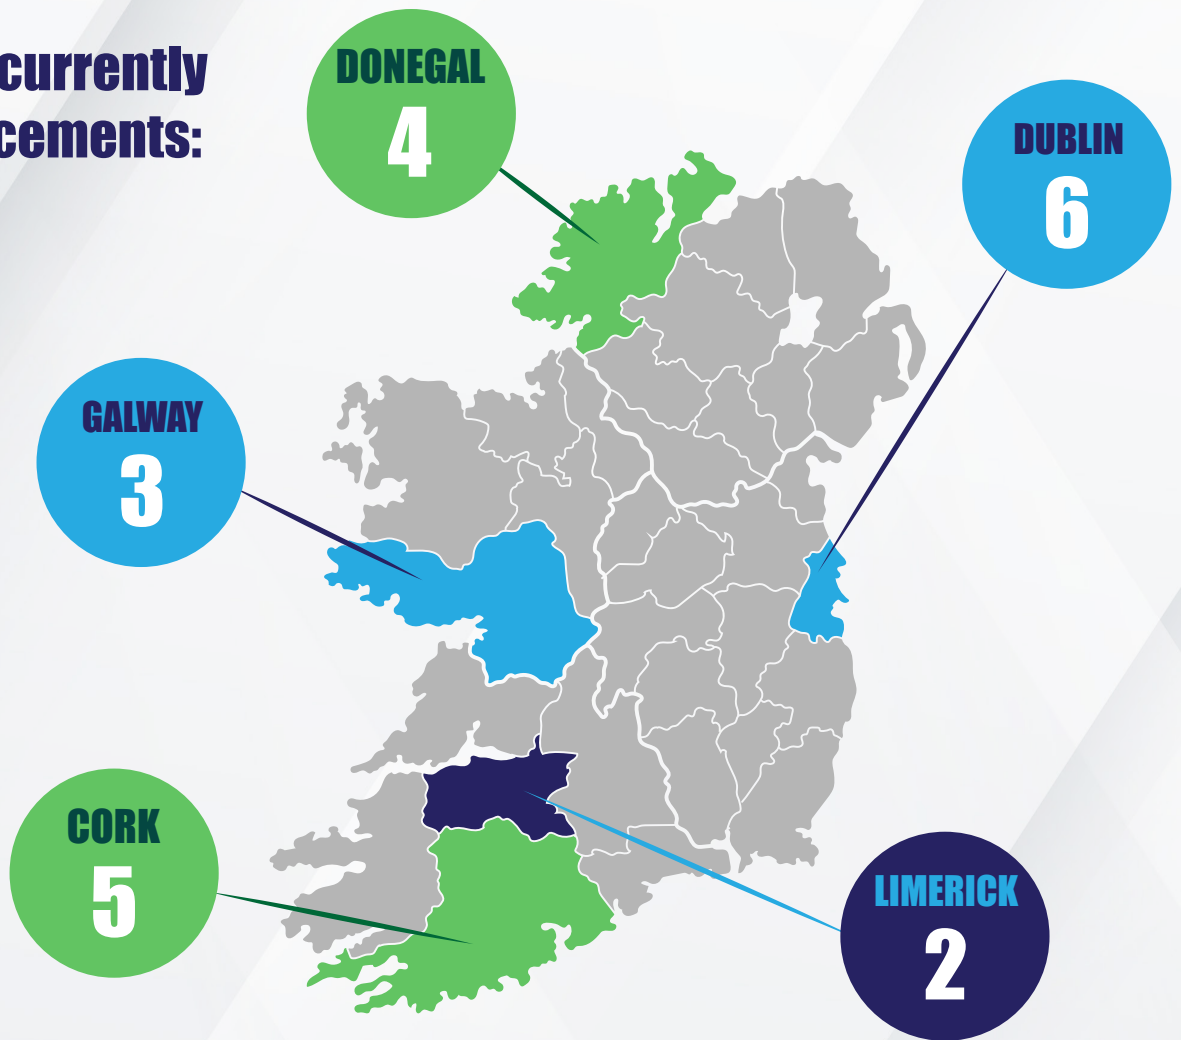 currently
cements:
DONEGAL
4
DUBLIN
6
GALWAY
3
CORK
5
LIMERICK
2